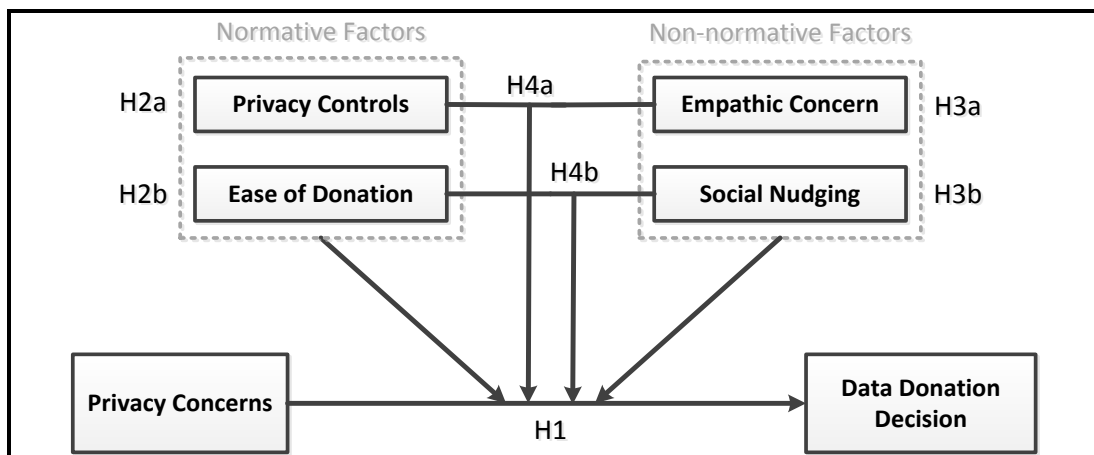 Normative Factors
Non-normative Factors
H2a
Privacy Controls
H4a
Empathic Concern
H3a
H2b
Ease of Donation
H4b
Social Nudging
H3b
Privacy Concerns
H1
Data Donation
Decision